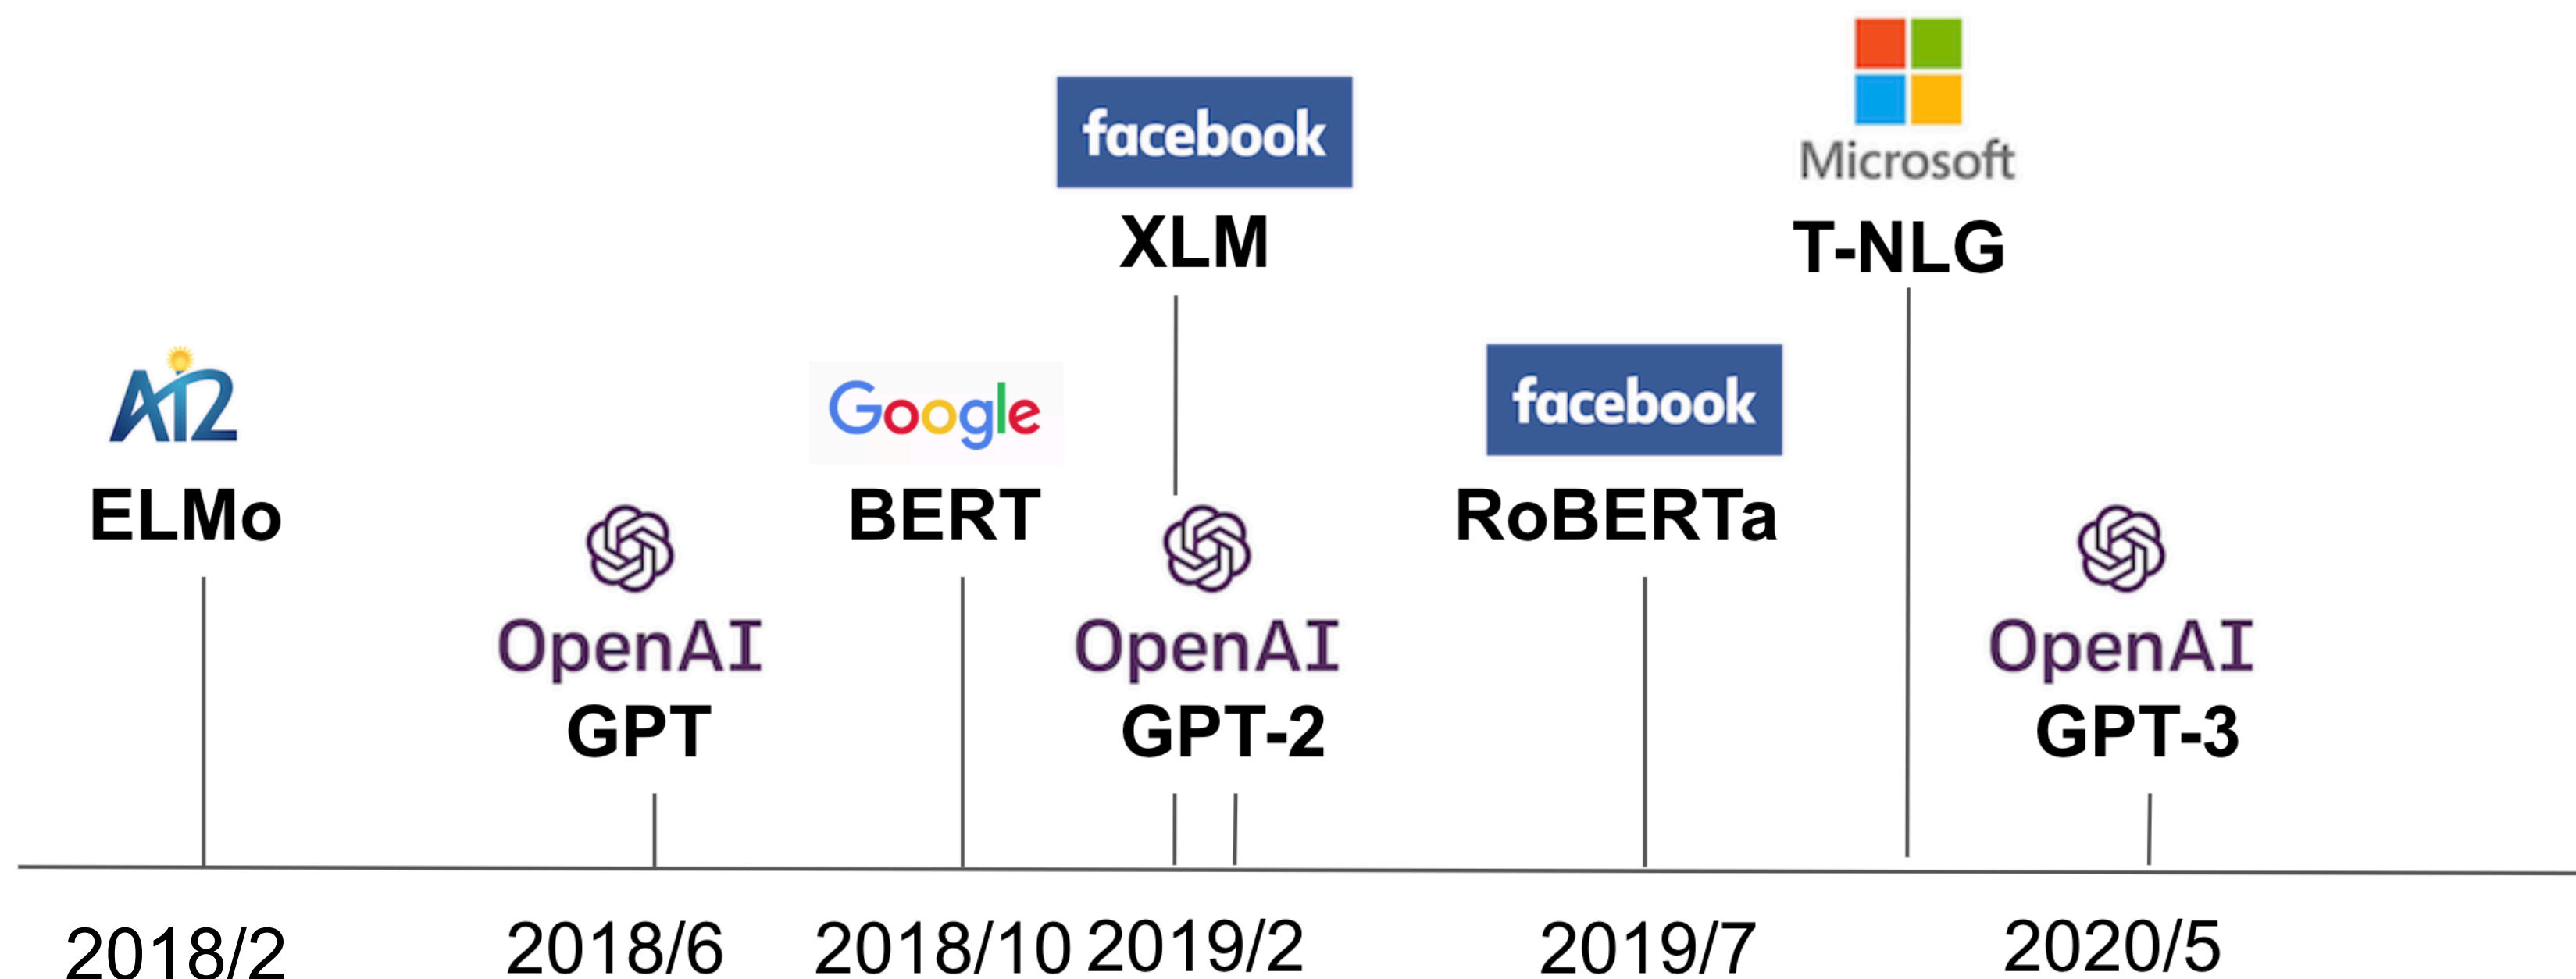 Microsoft
facebook
XLM
T-NLG
AI2
Google
facebook
ELMo
BERT
RoBERTa
OpenAI
GPT
OpenAI
GPT-2
OpenAI
GPT-3
2018/2
2018/6
2018/10
2019/2
2019/7
2020/5